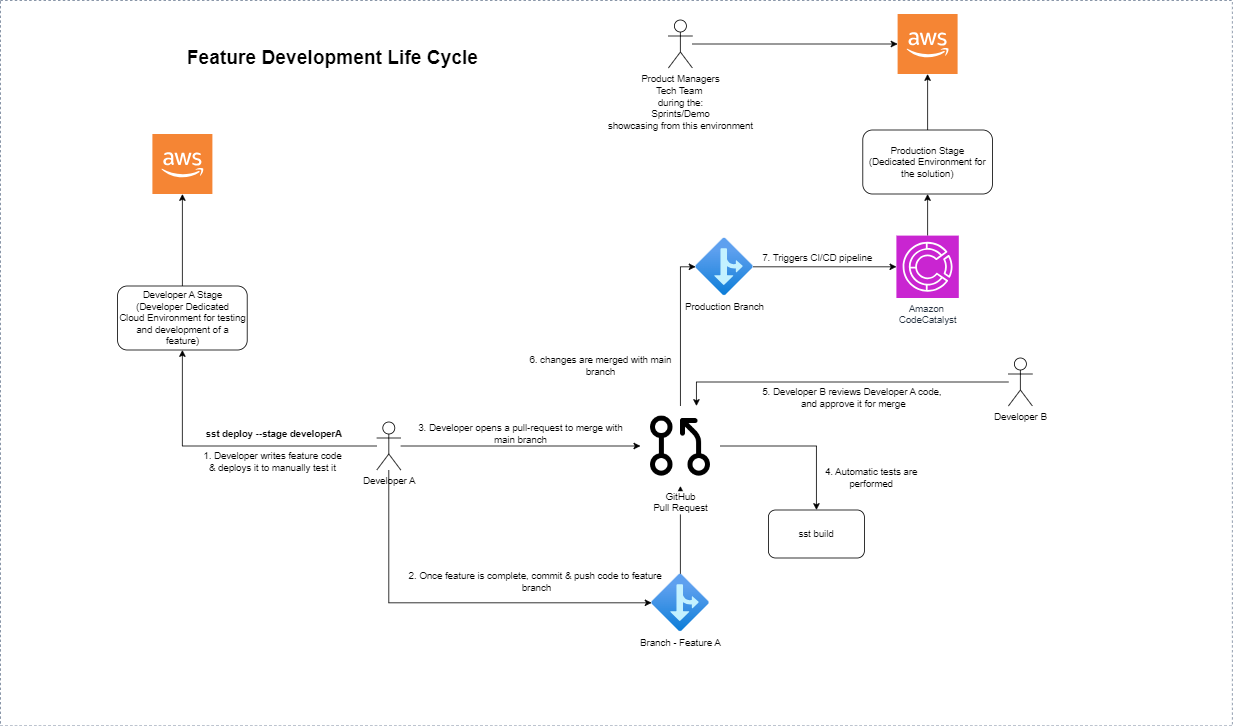 Feature Development Life Cycle
aws
Product Managers
Tech Team
during the:
Sprints/Demo
showcasing from this environment
aws
Production Stage
(Dedicated Environment for
the solution)
7. Triggers CI/CD pipeline
Production Branch
Amazon
CodeCatalyst
Developer A Stage
(Developer Dedicated
Cloud Environment for testing
and development of a
feature)
6. changes are merged with main
branch
5. Developer B reviews Developer A code,
and approve it for merge
Developer B
sst deploy --stage developerA
1. Developer writes feature code
& deploys it to manually test it
Developer A
3. Developer opens a pull-request to merge with
main branch
4. Automatic tests are
performed
GitHub
Pull Request
sst build
2. Once feature is complete, commit & push code to feature
branch
Branch - Feature A